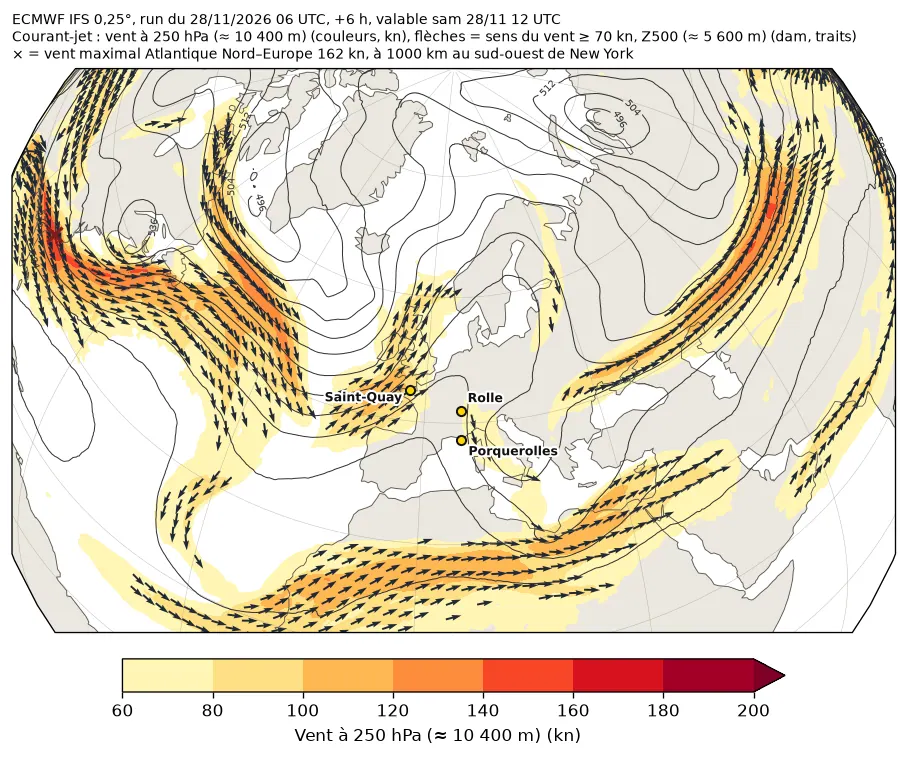 ECMWF IFS 0,25°, run du 28/11/2026 06 UTC, +6 h, valable sam 28/11 12 UTC
Courant-jet : vent à 250 hPa (≈ 10 400 m) (couleurs, kn), flèches = sens du vent ≥ 70 kn, Z500 (≈ 5 600 m) (dam, traits)
× = vent maximal Atlantique Nord–Europe 162 kn, à 1000 km au sud-ouest de New York
512
504
496
512
504
496
536
Saint-Quay
Rolle
Porquerolles
60 80 100 120 140 160 180 200
Vent à 250 hPa (≈ 10 400 m) (kn)